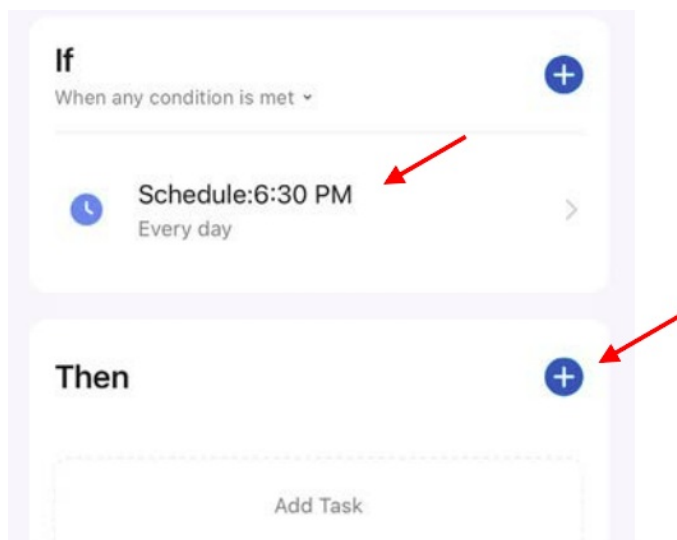 If
When any condition is met
Schedule:6:30 PM
Every day
Then
Add Task